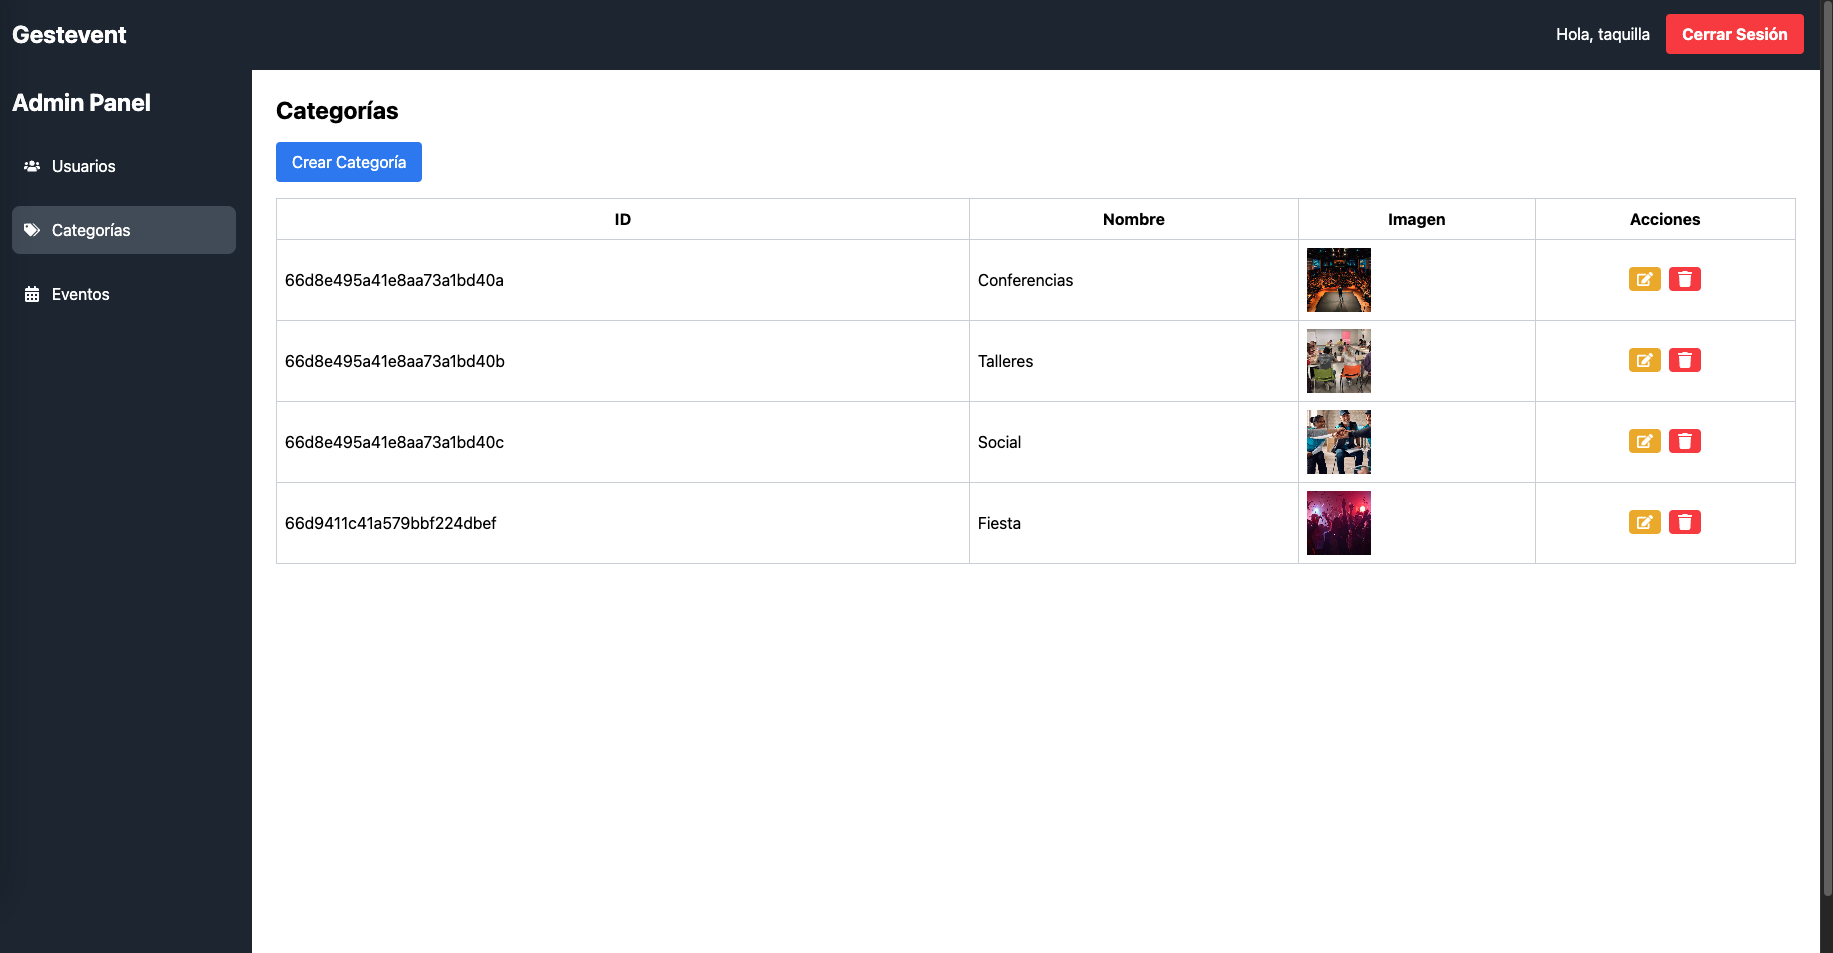 Gestevent
Hola, taquilla
Cerrar Sesión
Admin Panel
Usuarios
Categorías
Eventos
Categorías
Crear Categoría
ID Nombre Imagen Acciones
66d8e495a41e8aa73a1bd40a Conferencias
66d8e495a41e8aa73a1bd40b Talleres
66d8e495a41e8aa73a1bd40c Social
66d9411c41a579bbf224dbef Fiesta